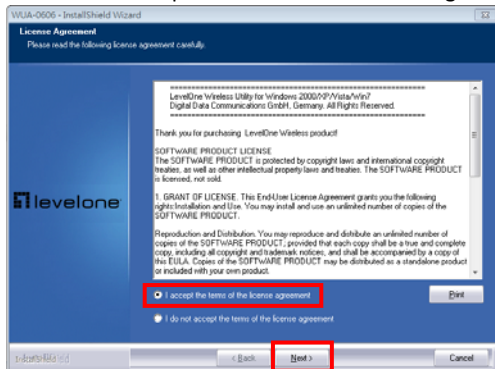 WUA-0606 - InstallShield Wizard
License Agreement
Please read the following license agreement carefully.
LevelOne Wireless Utility for Windows 2000/XP/Vista/Win7
Digital Data Communications GmbH, Germany. All Rights Reserved.
Thank you for purchasing LevelOne Wireless product!
SOFTWARE PRODUCT LICENSE
The SOFTWARE PRODUCT is protected by copyright laws and international copyright
treaties, as well as other intellectual property laws and treaties. The SOFTWARE PRODUCT
is licensed, not sold.
1. GRANT OF LICENSE. This End-User License Agreement grants you the following
rights:Installation and Use. You may install and use an unlimited number of copies of the
SOFTWARE PRODUCT.
Reproduction and Distribution. You may reproduce and distribute an unlimited number of
copies of the SOFTWARE PRODUCT; provided that each copy shall be a true and complete
copy, including all copyright and trademark notices, and shall be accompanied by a copy of
this EULA. Copies of the SOFTWARE PRODUCT may be distributed as a standalone product
or included with your own product.
levelone
I accept the terms of the license agreement
Print
I do not accept the terms of the license agreement
InstallShield
< Back
Next >
Cancel